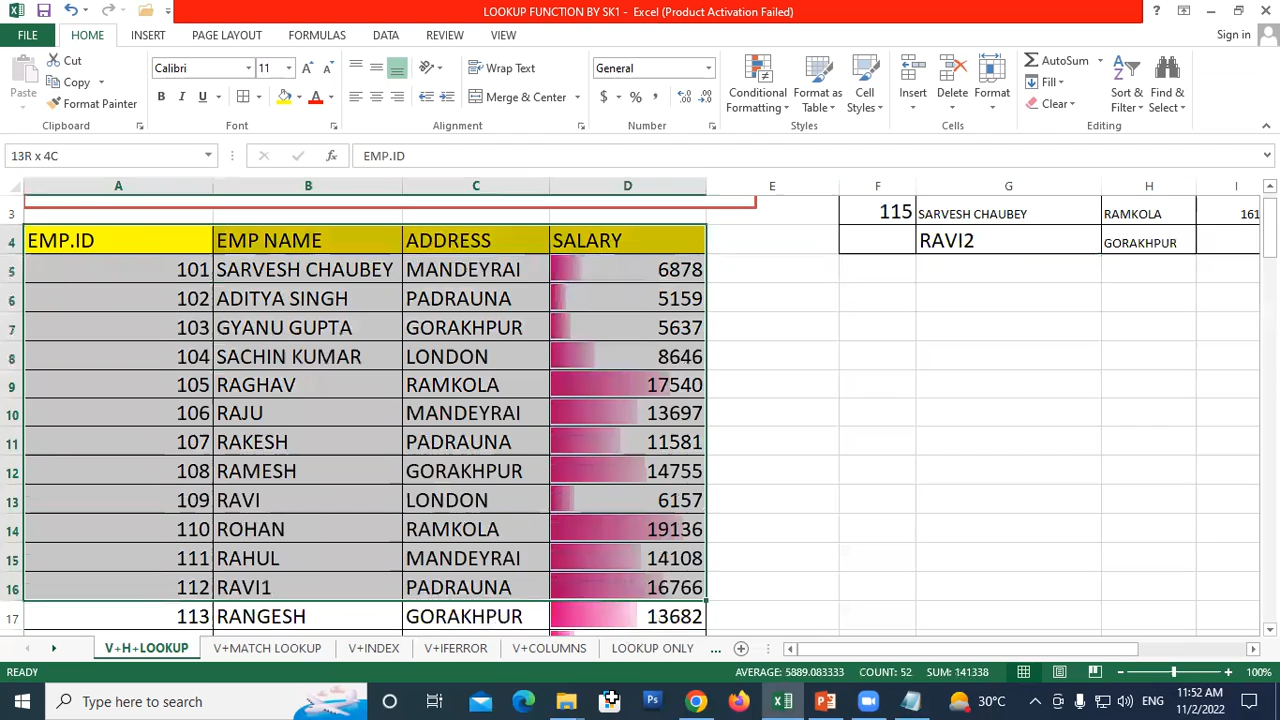 LOOKUP FUNCTION BY SK1 - Excel (Product Activation Failed)
FILE HOME INSERT PAGE LAYOUT FORMULAS DATA REVIEW VIEW Sign in
Paste Cut Copy Format Painter
Clipboard
Calibri 11
B I U A
Font
Wrap Text
Merge & Center
Alignment
General
$ % ,
Number
Conditional Formatting Format as Table Cell Styles
Styles
Insert Delete Format
Cells
AutoSum Fill Clear Sort & Filter Find & Select
Editing
13R x 4C fx EMP.ID
A B C D E F G H I
3 115 SARVESH CHAUBEY RAMKOLA 161
4 EMP.ID EMP NAME ADDRESS SALARY RAVI2 GORAKHPUR
5 101 SARVESH CHAUBEY MANDEYRAI 6878
6 102 ADITYA SINGH PADRAUNA 5159
7 103 GYANU GUPTA GORAKHPUR 5637
8 104 SACHIN KUMAR LONDON 8646
9 105 RAGHAV RAMKOLA 17540
10 106 RAJU MANDEYRAI 13697
11 107 RAKESH PADRAUNA 11581
12 108 RAMESH GORAKHPUR 14755
13 109 RAVI LONDON 6157
14 110 ROHAN RAMKOLA 19136
15 111 RAHUL MANDEYRAI 14108
16 112 RAVI1 PADRAUNA 16766
17 113 RANGESH GORAKHPUR 13682
V+H+LOOKUP V+MATCH LOOKUP V+INDEX V+IFERROR V+COLUMNS LOOKUP ONLY ...
READY AVERAGE: 5889.083333 COUNT: 52 SUM: 141338 100%
Type here to search 30°C ENG 11:52 AM
11/2/2022